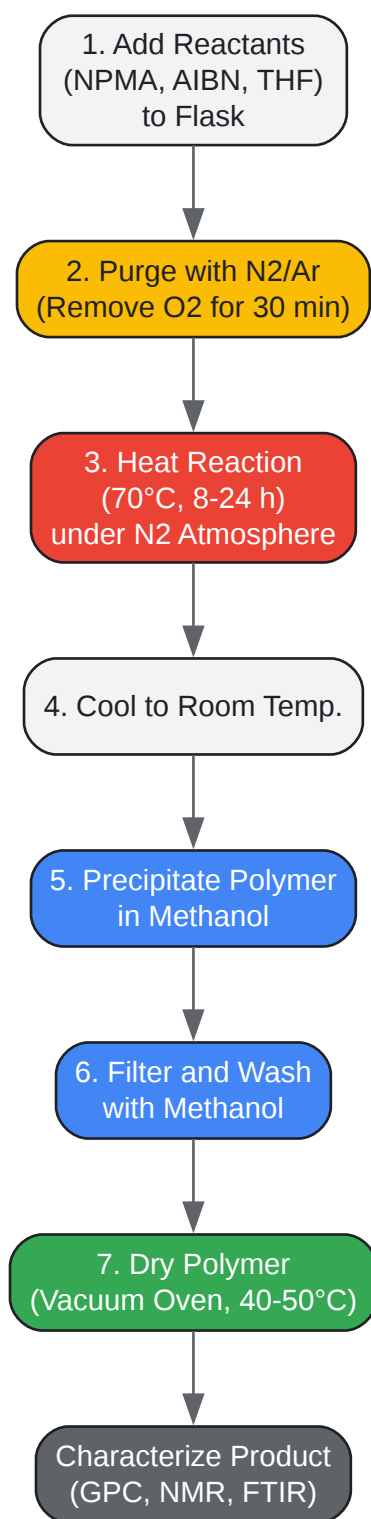 1. Add Reactants
(NPMA, AIBN, THF)
to Flask
2. Purge with N2/Ar
(Remove O2 for 30 min)
3. Heat Reaction
(70°C, 8-24 h)
under N2 Atmosphere
4. Cool to Room Temp.
5. Precipitate Polymer
in Methanol
6. Filter and Wash
with Methanol
7. Dry Polymer
(Vacuum Oven, 40-50°C)
Characterize Product
(GPC, NMR, FTIR)